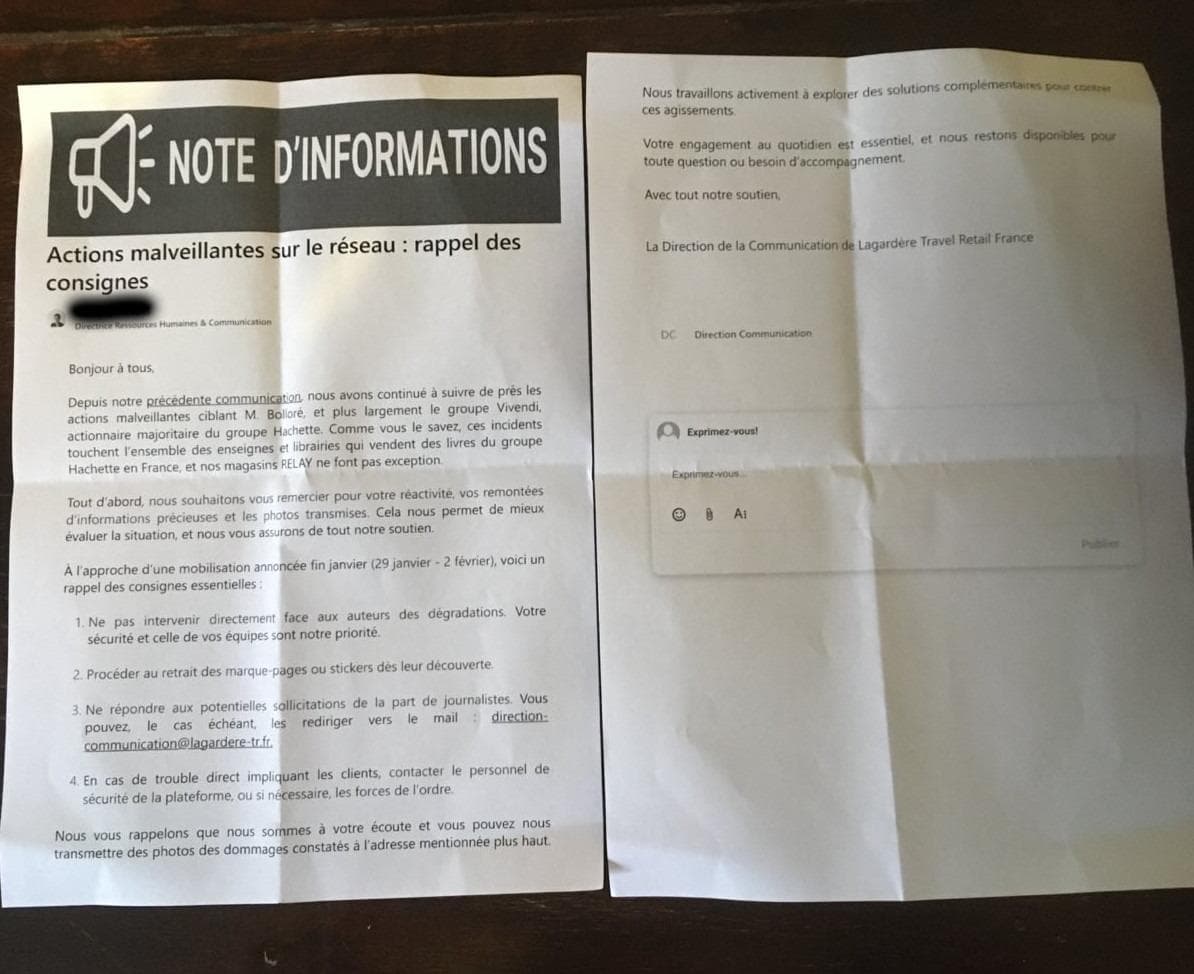 NOTE D'INFORMATIONS
Actions malveillantes sur le réseau : rappel des
consignes
Directrice Ressources Humaines & Communication
Bonjour à tous,
Depuis notre précédente communication, nous avons continué à suivre de près les
actions malveillantes ciblant M. Bolloré, et plus largement le groupe Vivendi,
actionnaire majoritaire du groupe Hachette. Comme vous le savez, ces incidents
touchent l'ensemble des enseignes et librairies qui vendent des livres du groupe
Hachette en France, et nos magasins RELAY ne font pas exception.
Tout d'abord, nous souhaitons vous remercier pour votre réactivité, vos remontées
d'informations précieuses et les photos transmises. Cela nous permet de mieux
évaluer la situation, et nous vous assurons de tout notre soutien.
À l'approche d'une mobilisation annoncée fin janvier (29 janvier - 2 février), voici un
rappel des consignes essentielles :
1. Ne pas intervenir directement face aux auteurs des dégradations. Votre
sécurité et celle de vos équipes sont notre priorité.
2. Procéder au retrait des marque-pages ou stickers dès leur découverte.
3. Ne répondre aux potentielles sollicitations de la part de journalistes. Vous
pouvez, le cas échéant, les rediriger vers le mail : direction-
communication@lagardere-tr.fr.
4. En cas de trouble direct impliquant les clients, contacter le personnel de
sécurité de la plateforme, ou si nécessaire, les forces de l'ordre.
Nous vous rappelons que nous sommes à votre écoute et vous pouvez nous
transmettre des photos des dommages constatés à l'adresse mentionnée plus haut.
Nous travaillons activement à explorer des solutions complémentaires pour contrer
ces agissements.
Votre engagement au quotidien est essentiel, et nous restons disponibles pour
toute question ou besoin d'accompagnement.
Avec tout notre soutien,
La Direction de la Communication de Lagardère Travel Retail France
DC Direction Communication
Exprimez-vous!
Exprimez-vous...
A
Publier